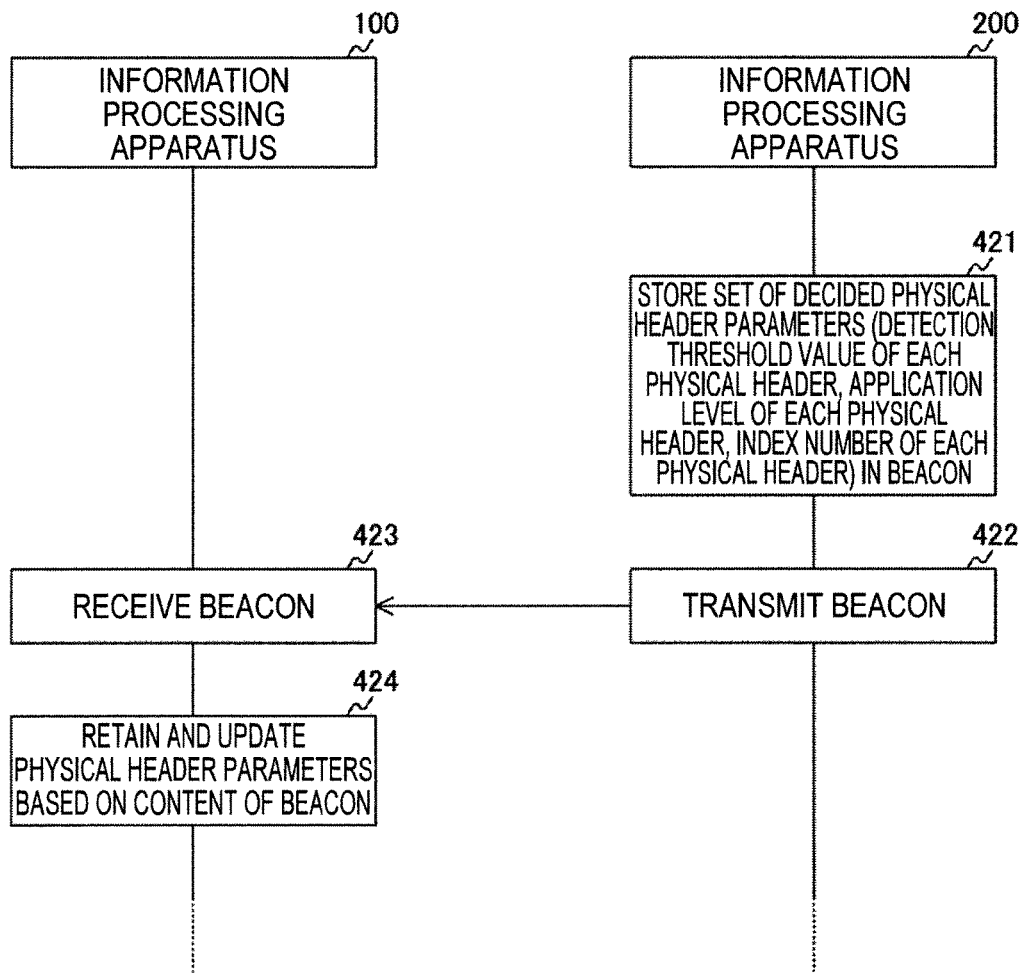 100
200
INFORMATION
PROCESSING
APPARATUS
INFORMATION
PROCESSING
APPARATUS
421
STORE SET OF DECIDED PHYSICAL
HEADER PARAMETERS (DETECTION
THRESHOLD VALUE OF EACH
PHYSICAL HEADER, APPLICATION
LEVEL OF EACH PHYSICAL
HEADER, INDEX NUMBER OF EACH
PHYSICAL HEADER) IN BEACON
423
422
RECEIVE BEACON
TRANSMIT BEACON
424
RETAIN AND UPDATE
PHYSICAL HEADER PARAMETERS
BASED ON CONTENT OF BEACON